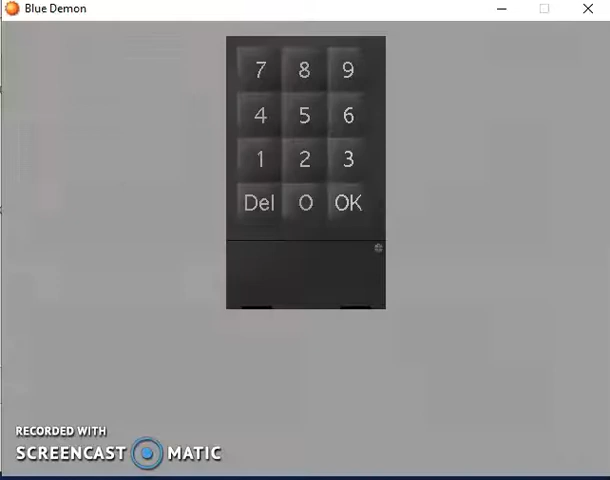 Blue Demon
7 8 9
4 5 6
1 2 3
Del 0 OK
RECORDED WITH
SCREENCAST MATIC